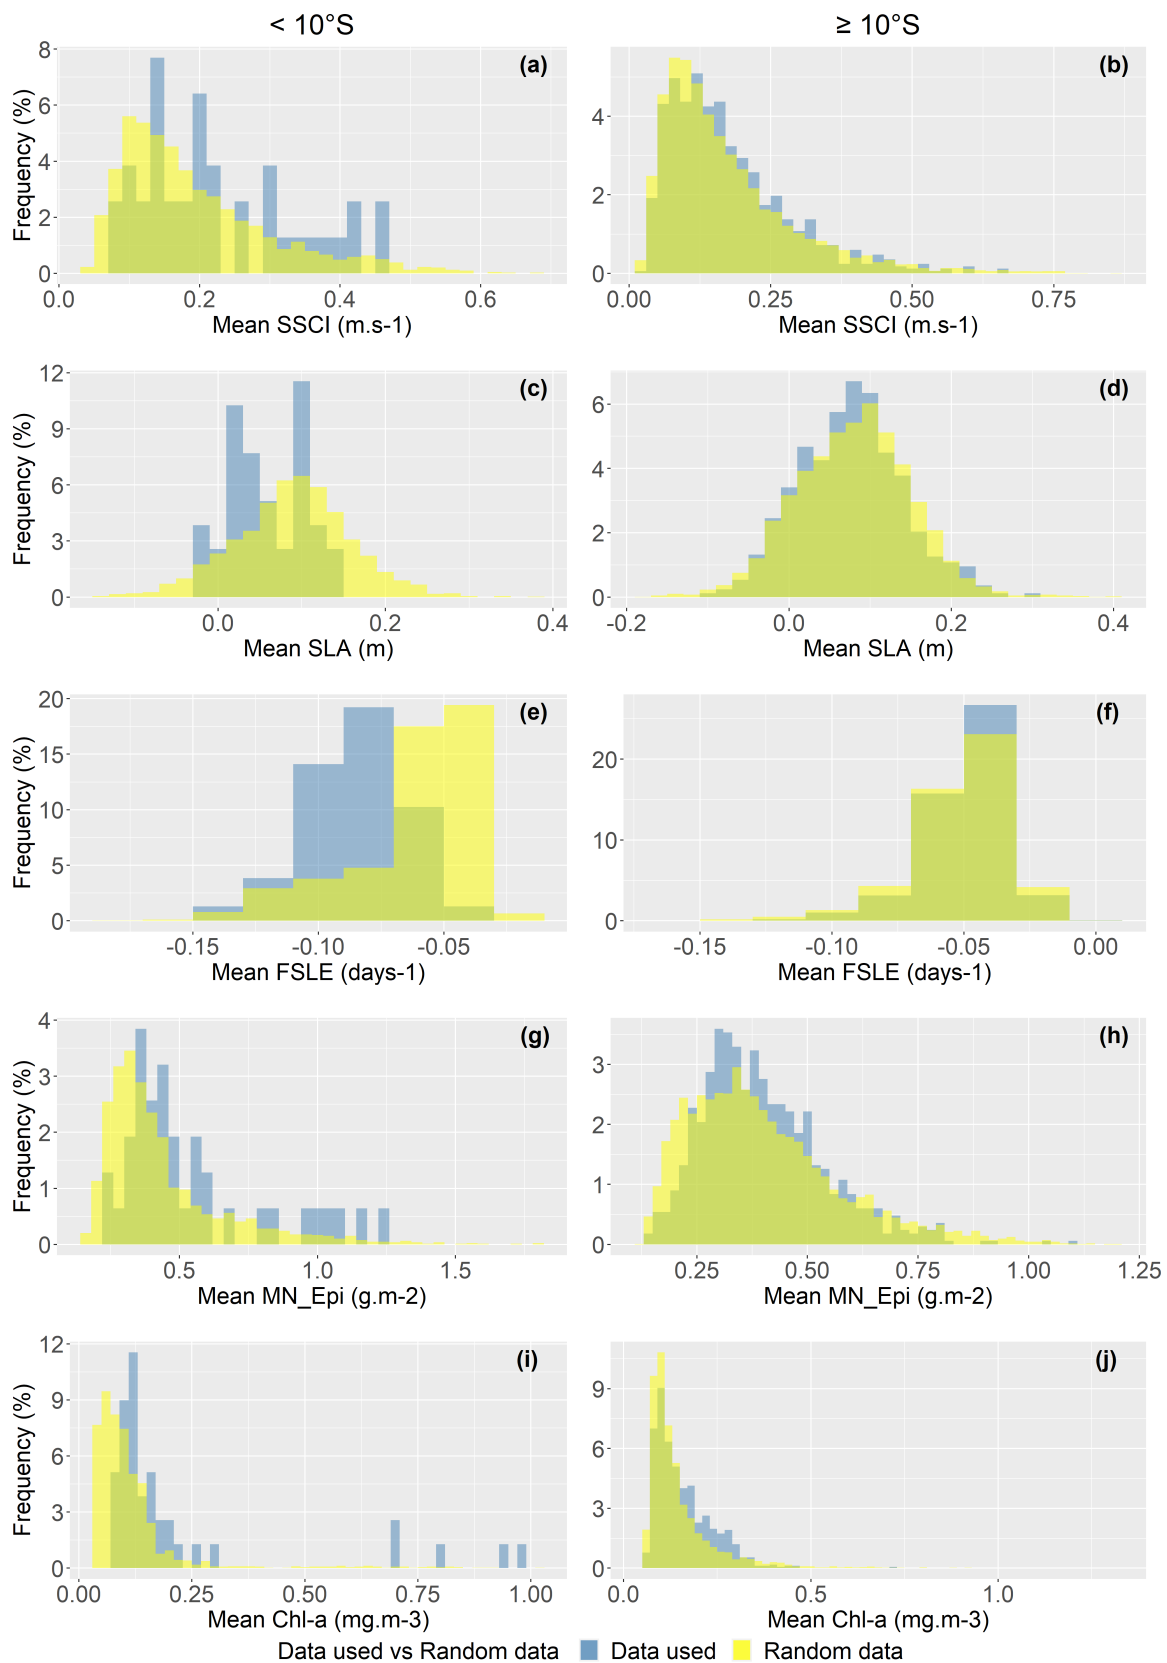 < 10°S
≥ 10°S
(a)
Frequency (%)
8
6
4
2
0
0.0 0.2 0.4 0.6
Mean SSCI (m.s-1)
(b)
4
2
0
0.00 0.25 0.50 0.75
Mean SSCI (m.s-1)
(c)
Frequency (%)
12
9
6
3
0
0.0 0.2 0.4
Mean SLA (m)
(d)
6
4
2
0
-0.2 0.0 0.2 0.4
Mean SLA (m)
(e)
Frequency (%)
20
15
10
5
0
-0.15 -0.10 -0.05
Mean FSLE (days-1)
(f)
20
10
0
-0.15 -0.10 -0.05 0.00
Mean FSLE (days-1)
(g)
Frequency (%)
4
3
2
1
0
0.5 1.0 1.5
Mean MN_Epi (g.m-2)
(h)
3
2
1
0
0.25 0.50 0.75 1.00 1.25
Mean MN_Epi (g.m-2)
(i)
Frequency (%)
12
9
6
3
0
0.00 0.25 0.50 0.75 1.00
Mean Chl-a (mg.m-3)
(j)
9
6
3
0
0.0 0.5 1.0
Mean Chl-a (mg.m-3)
Data used vs Random data Data used Random data